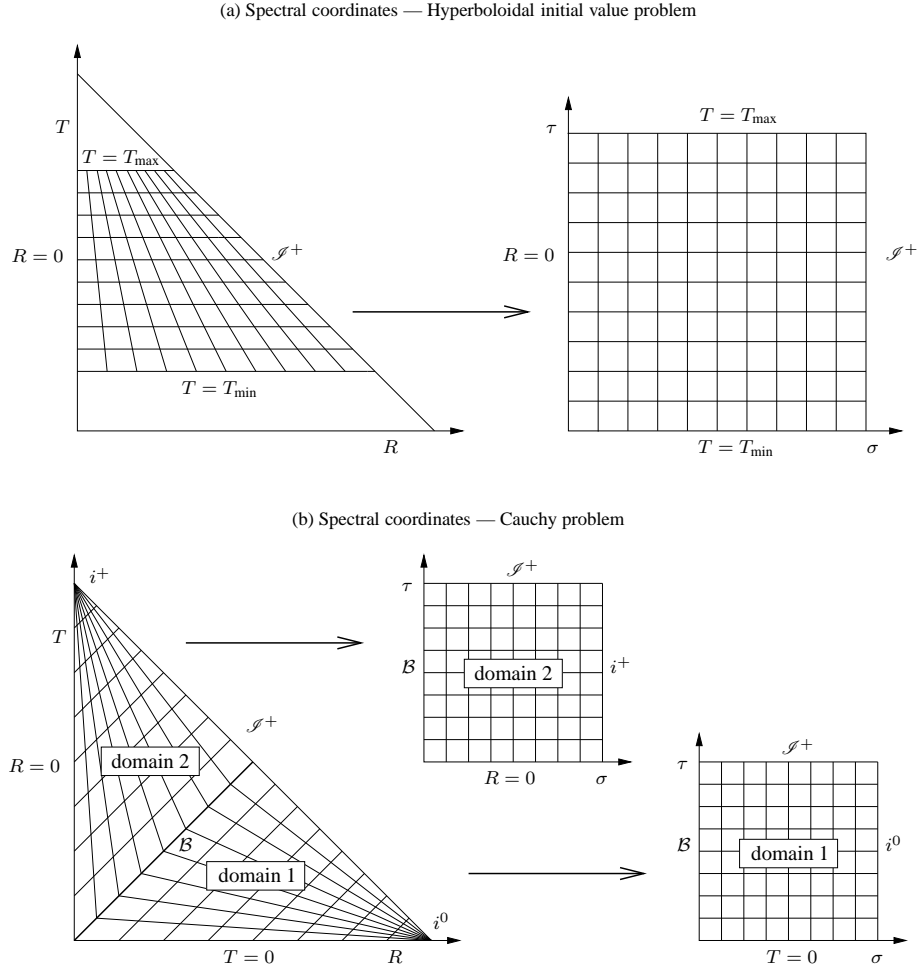 (a) Spectral coordinates — Hyperboloidal initial value problem
T
T = T_max
R = 0
ℐ⁺
T = T_min
R
τ
T = T_max
R = 0
ℐ⁺
T = T_min
σ
(b) Spectral coordinates — Cauchy problem
i⁺
T
ℐ⁺
R = 0
domain 2
ℬ
domain 1
i⁰
T = 0
R
ℐ⁺
τ
ℬ
domain 2
i⁺
R = 0
σ
ℐ⁺
τ
ℬ
domain 1
i⁰
T = 0
σ